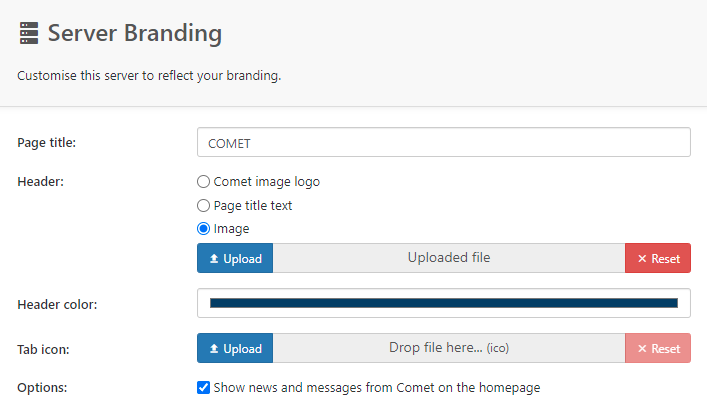 Server Branding
Customise this server to reflect your branding.
Page title: COMET
Header: Comet image logo
Page title text
Image
Upload Uploaded file Reset
Header color:
Tab icon: Upload Drop file here... (ico) Reset
Options: Show news and messages from Comet on the homepage